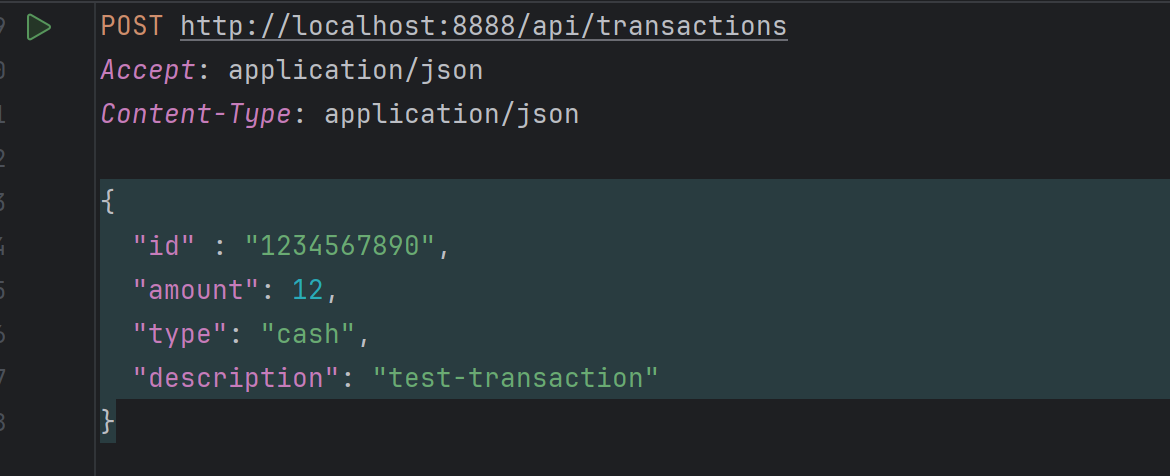 POST http://localhost:8888/api/transactions
Accept: application/json
Content-Type: application/json
{
"id" : "1234567890",
"amount": 12,
"type": "cash",
"description": "test-transaction"
}